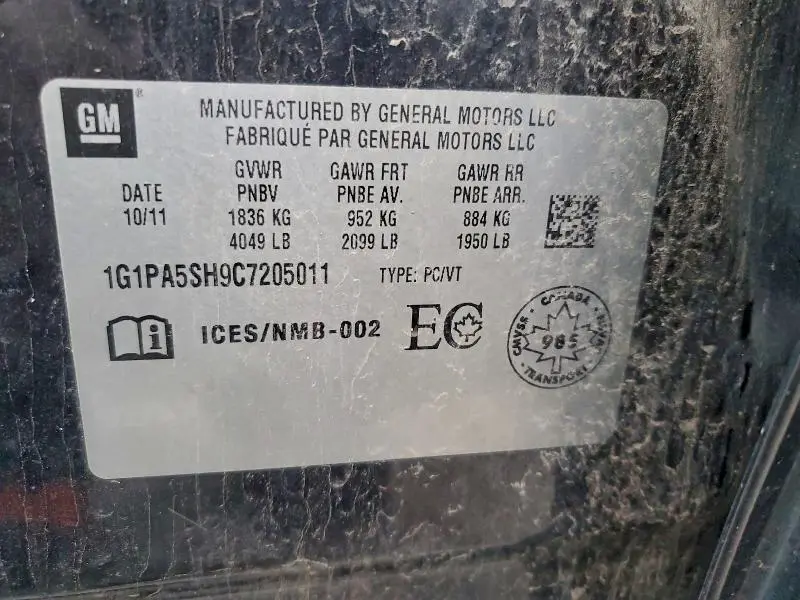 GM
MANUFACTURED BY GENERAL MOTORS LLC
FABRIQUÉ PAR GENERAL MOTORS LLC
GVWR GAWR FRT GAWR RR
DATE PNBV PNBE AV. PNBE ARR.
10/11 1836 KG 952 KG 884 KG
4049 LB 2099 LB 1950 LB
1G1PA5SH9C7205011 TYPE: PC/VT
i ICES/NMB-002 EC
CANADA
CMVSS 985
TRANSPORT